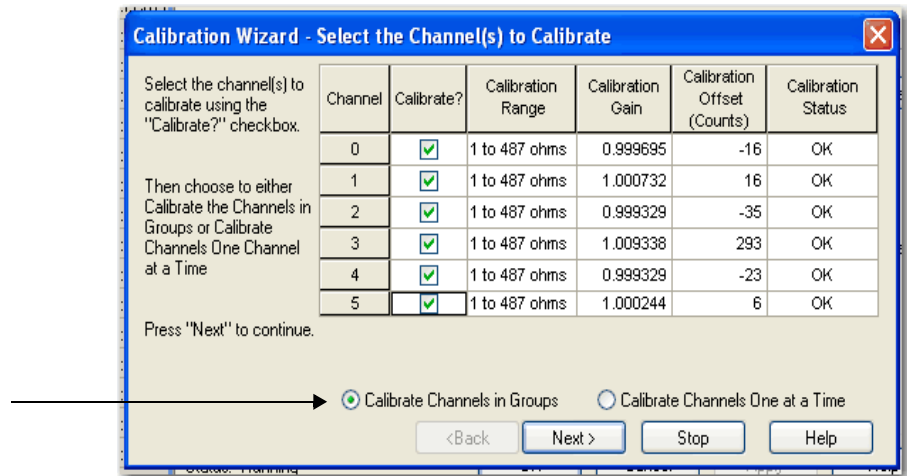 Calibration Wizard - Select the Channel(s) to Calibrate
Select the channel(s) to
calibrate using the
"Calibrate?" checkbox.
Then choose to either
Calibrate the Channels in
Groups or Calibrate
Channels One Channel
at a Time
Press "Next" to continue.
Channel Calibrate? Calibration Range Calibration Gain Calibration Offset (Counts) Calibration Status
0 1 to 487 ohms 0.999695 -16 OK
1 1 to 487 ohms 1.000732 16 OK
2 1 to 487 ohms 0.999329 -35 OK
3 1 to 487 ohms 1.009338 293 OK
4 1 to 487 ohms 0.999329 -23 OK
5 1 to 487 ohms 1.000244 6 OK
Calibrate Channels in Groups Calibrate Channels One at a Time
<Back Next > Stop Help